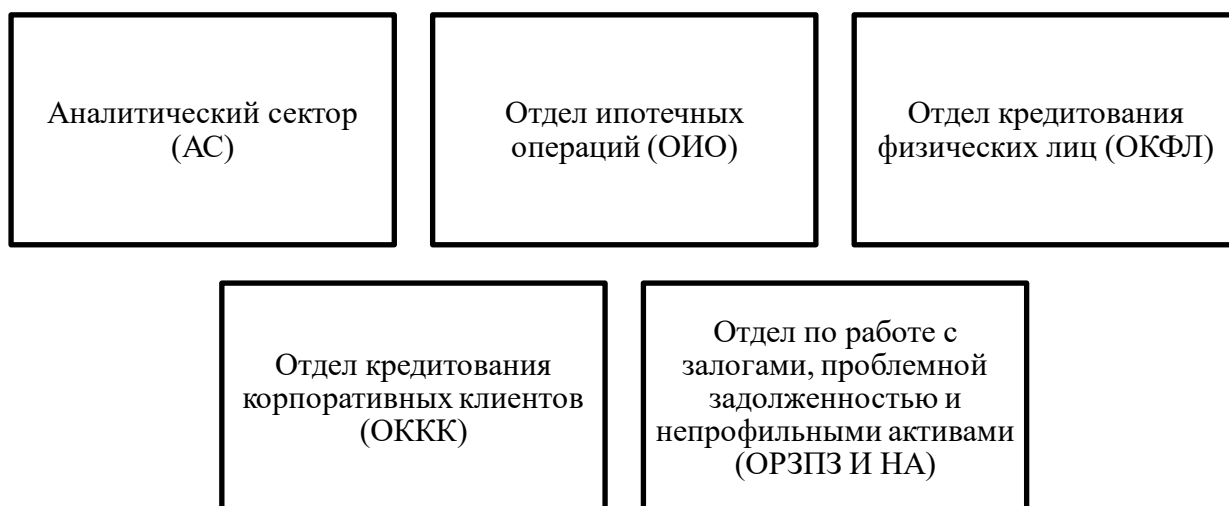 Аналитический сектор
(АС)
Отдел ипотечных
операций (ОИО)
Отдел кредитования
физических лиц (ОКФЛ)
Отдел кредитования
корпоративных клиентов
(ОККК)
Отдел по работе с
залогами, проблемной
задолженностью и
непрофильными активами
(ОРЗПЗ И НА)